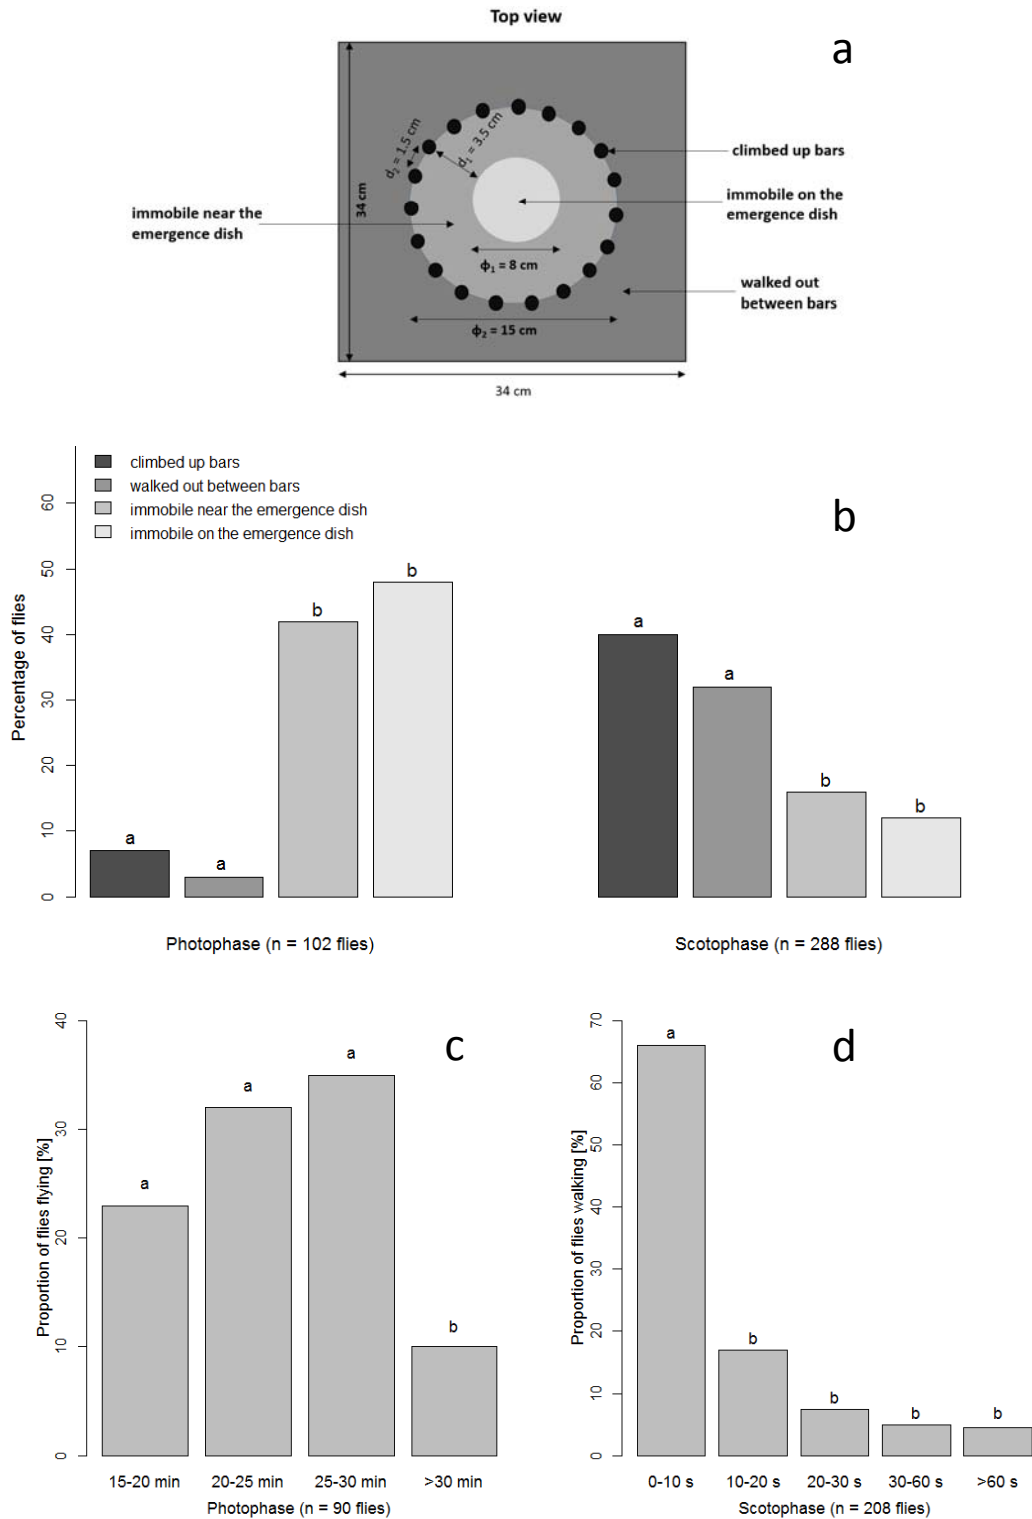 Top view
a
d₂ = 1.5 cm
d₁ = 3.5 cm
34 cm
climbed up bars
immobile on the
emergence dish
immobile near the
emergence dish
ϕ₁ = 8 cm
walked out
between bars
ϕ₂ = 15 cm
34 cm
climbed up bars
walked out between bars
immobile near the emergence dish
immobile on the emergence dish
b
Percentage of flies
60
50
40
30
20
10
0
a
a
b
b
a
a
b
b
Photophase (n = 102 flies)
Scotophase (n = 288 flies)
c
Proportion of flies flying [%]
40
30
20
10
0
a
a
a
b
15-20 min
20-25 min
25-30 min
>30 min
Photophase (n = 90 flies)
d
Proportion of flies walking [%]
70
60
50
40
30
20
10
0
a
b
b
b
b
0-10 s
10-20 s
20-30 s
30-60 s
>60 s
Scotophase (n = 208 flies)